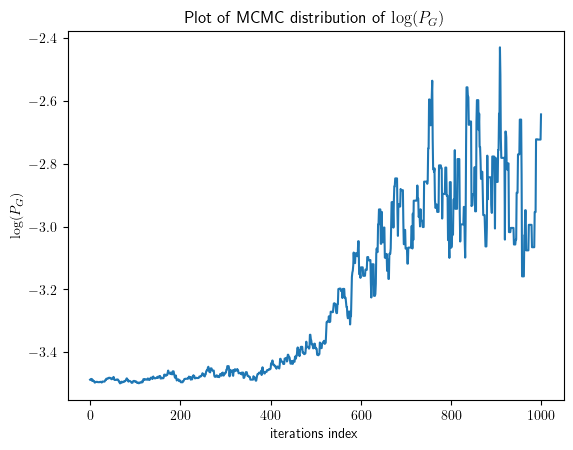 Plot of MCMC distribution of log(P_G)
log(P_G)
−2.4
−2.6
−2.8
−3.0
−3.2
−3.4
0 200 400 600 800 1000
iterations index